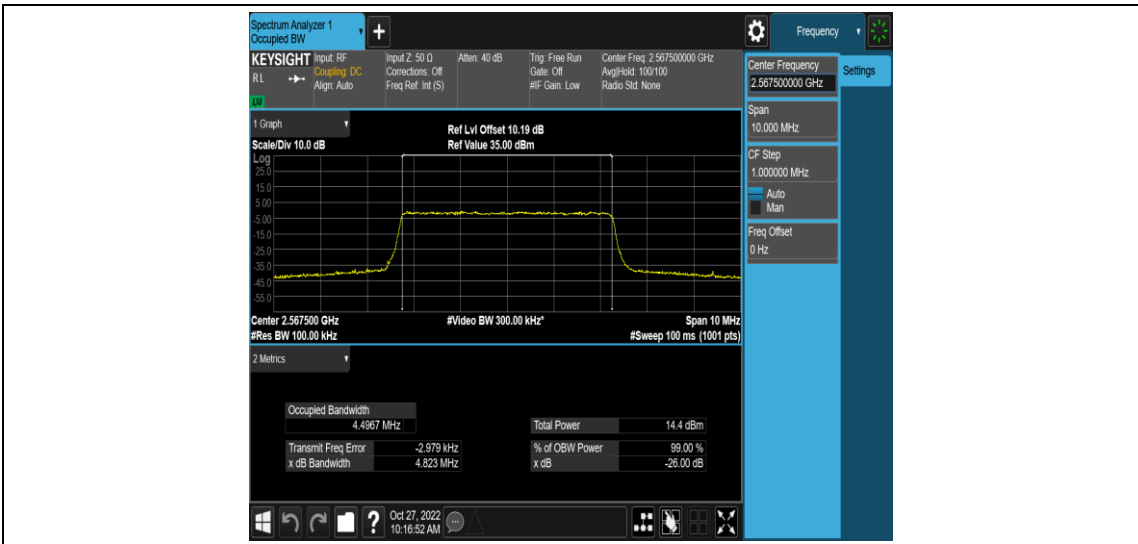 Spectrum Analyzer 1
Occupied BW
Frequency
KEYSIGHT
RL
LXI
Input: RF
Coupling: DC
Align: Auto
Input Z: 50 Ω
Corrections: Off
Freq Ref: Int (S)
Atten: 40 dB
Trig: Free Run
Gate: Off
#IF Gain: Low
Center Freq: 2.567500000 GHz
Avg|Hold: 100/100
Radio Std: None
Center Frequency
2.567500000 GHz
Settings
Span
10.000 MHz
CF Step
1.000000 MHz
Auto
Man
Freq Offset
0 Hz
1 Graph
Scale/Div 10.0 dB
Ref Lvl Offset 10.19 dB
Ref Value 35.00 dBm
Log
25.0
15.0
5.00
-5.00
-15.0
-25.0
-35.0
-45.0
-55.0
Center 2.567500 GHz
#Video BW 300.00 kHz*
Span 10 MHz
#Res BW 100.00 kHz
#Sweep 100 ms (1001 pts)
2 Metrics
Occupied Bandwidth
4.4967 MHz
Total Power 14.4 dBm
Transmit Freq Error -2.979 kHz
% of OBW Power 99.00 %
x dB Bandwidth 4.823 MHz
x dB -26.00 dB
?
Oct 27, 2022
10:16:52 AM